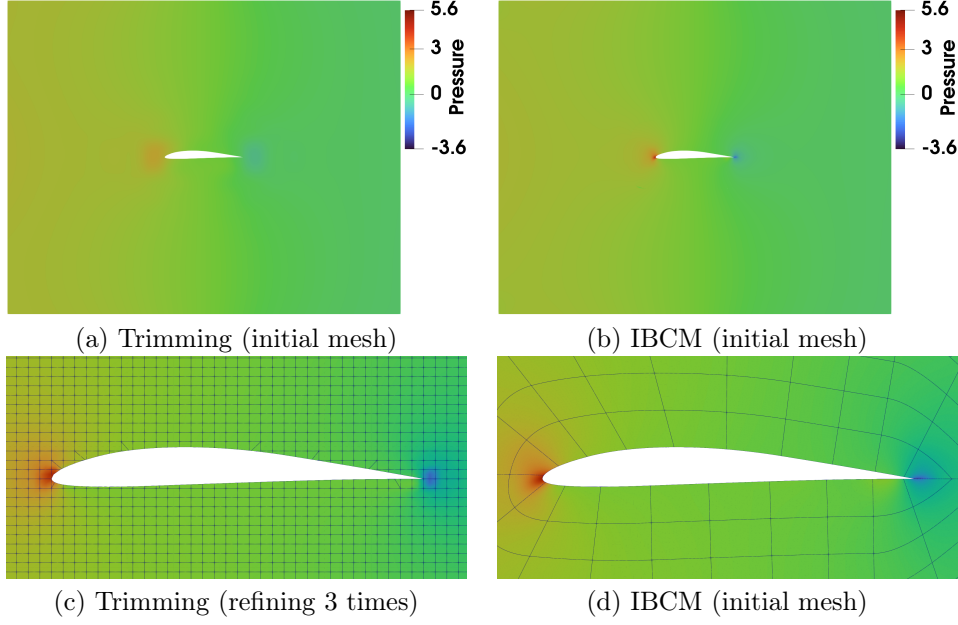 5.6
3
0
-3.6
Pressure
5.6
3
0
-3.6
Pressure
(a) Trimming (initial mesh)
(b) IBCM (initial mesh)
(c) Trimming (refining 3 times)
(d) IBCM (initial mesh)